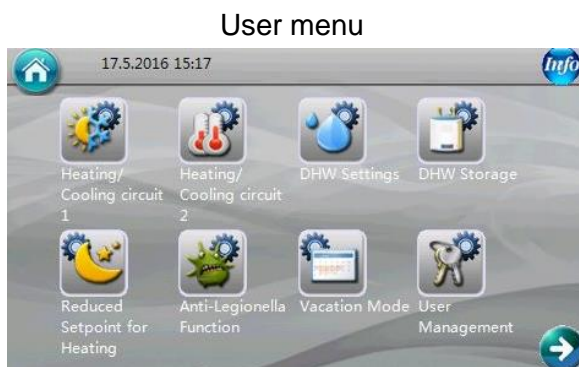 User menu
17.5.2016 15:17
Info
Heating/
Cooling circuit
1
Heating/
Cooling circuit
2
DHW Settings
DHW Storage
Reduced
Setpoint for
Heating
Anti-Legionella
Function
Vacation Mode
User
Management